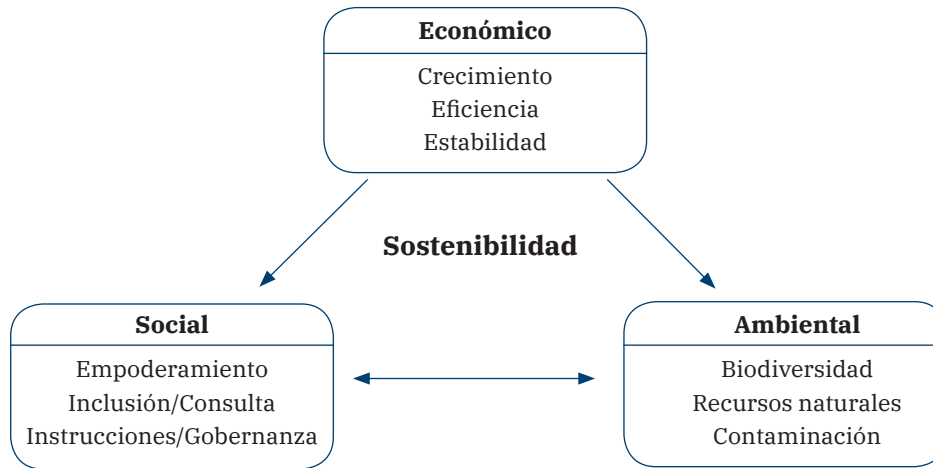 Económico
Crecimiento
Eficiencia
Estabilidad
Sostenibilidad
Social
Empoderamiento
Inclusión/Consulta
Instrucciones/Gobernanza
Ambiental
Biodiversidad
Recursos naturales
Contaminación